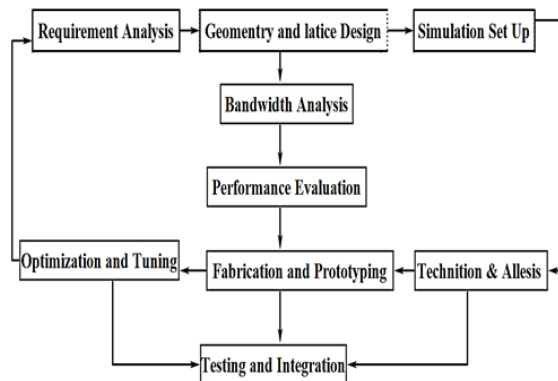 Requirement Analysis
Geomentry and latice Design
Simulation Set Up
Bandwidth Analysis
Performance Evaluation
Optimization and Tuning
Fabrication and Prototyping
Technition & Allesis
Testing and Integration